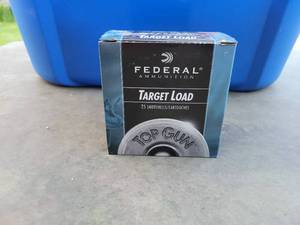 FEDERAL
AMMUNITION
TARGET LOAD
25 SHOTSHELLS/CARTOUCHES
TOP GUN